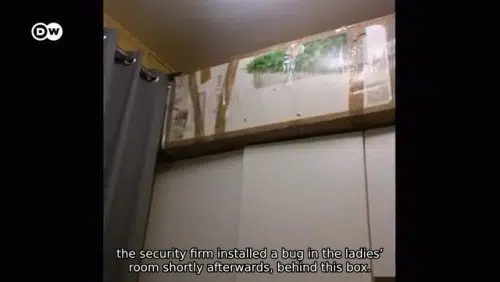 DW
the security firm installed a bug in the ladies'
room shortly afterwards, behind this box.